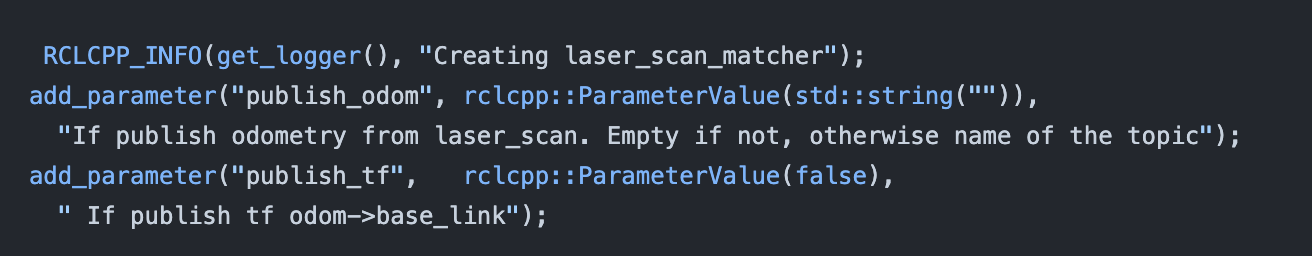 RCLCPP_INFO(get_logger(), "Creating laser_scan_matcher");
add_parameter("publish_odom", rclcpp::ParameterValue(std::string("")),
"If publish odometry from laser_scan. Empty if not, otherwise name of the topic");
add_parameter("publish_tf",   rclcpp::ParameterValue(false),
" If publish tf odom->base_link");